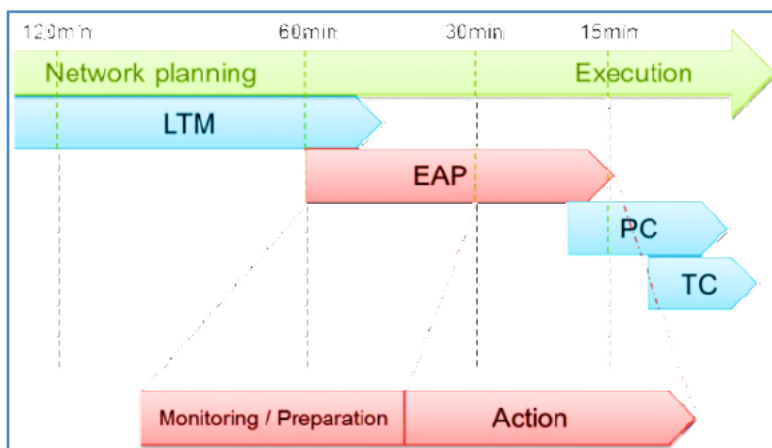 120min 60min 30min 15min
Network planning Execution
LTM
EAP
PC
TC
Monitoring / Preparation Action